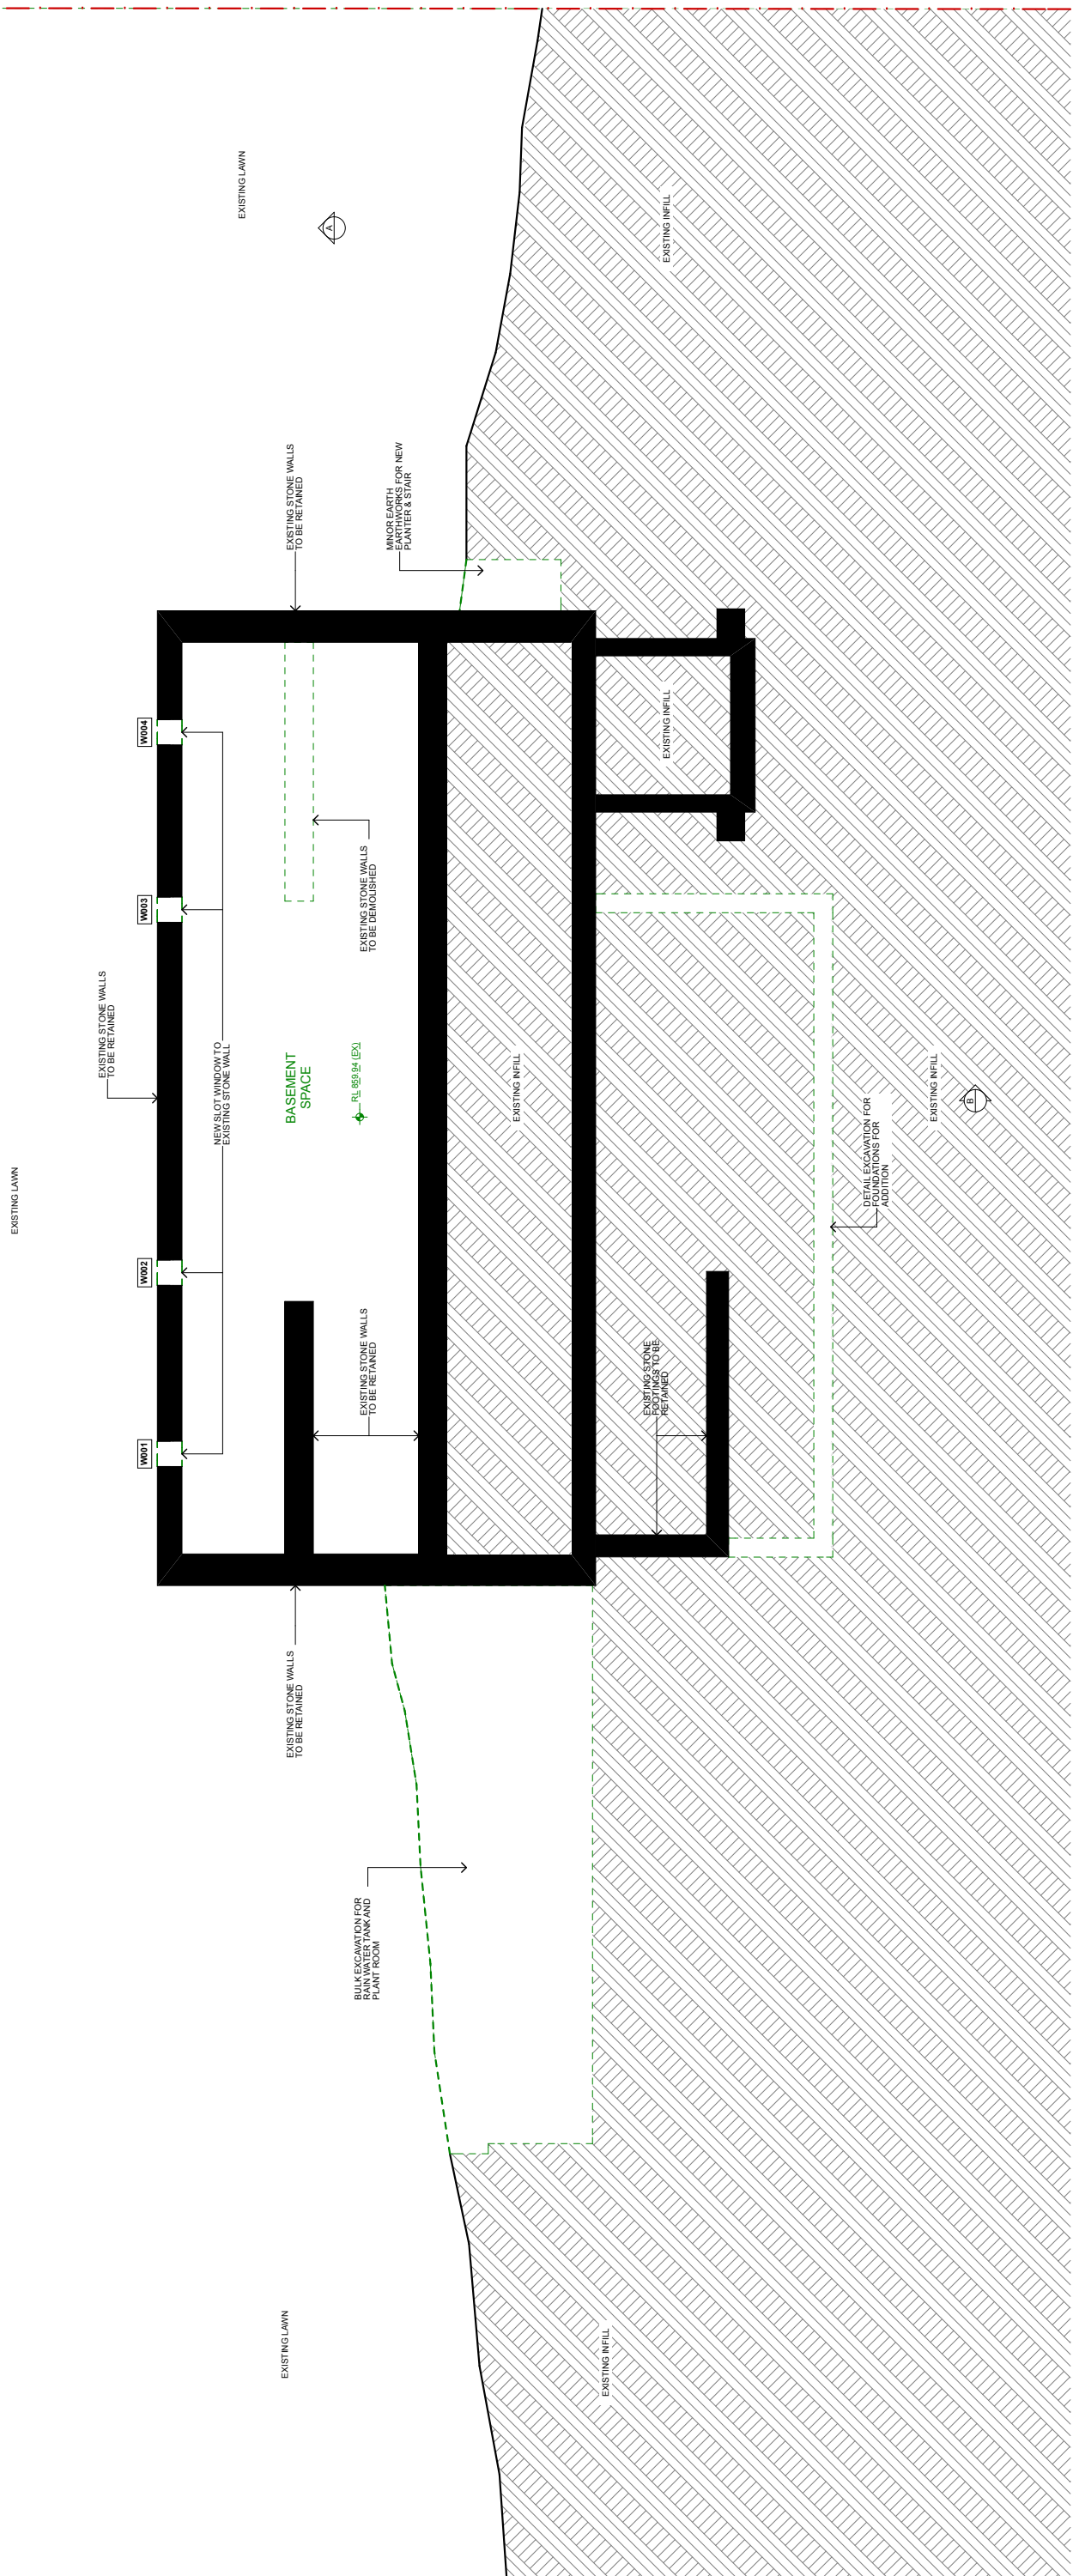 EXISTING LAWN
EXISTING STONE WALLS
TO BE RETAINED
W001
W002
W003
W004
NEW SLOT WINDOW TO
EXISTING STONE WALL
EXISTING LAWN
A
EXISTING LAWN
EXISTING STONE WALLS
TO BE RETAINED
BASEMENT
SPACE
EXISTING STONE WALLS
TO BE RETAINED
RL 859.94 (EX)
BULK EXCAVATION FOR
RAIN WATER TANK AND
PLANT ROOM
EXISTING STONE WALLS
TO BE RETAINED
EXISTING STONE WALLS
TO BE DEMOLISHED
MINOR EARTH
EARTHWORKS FOR NEW
PLANTER & STAIR
EXISTING INFILL
EXISTING INFILL
EXISTING STONE
FOOTINGS TO BE
RETAINED
EXISTING INFILL
EXISTING INFILL
DETAIL EXCAVATION FOR
FOUNDATIONS FOR
ADDITION
EXISTING INFILL
B